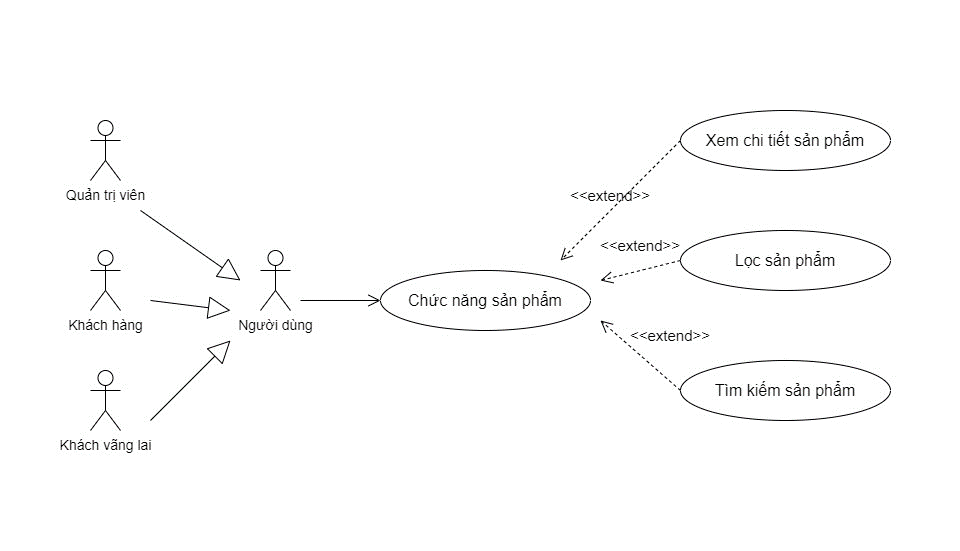 Xem chi tiết sản phẩm
Quản trị viên
<<extend>>
<<extend>>
Lọc sản phẩm
Chức năng sản phẩm
Khách hàng
Người dùng
<<extend>>
Tìm kiếm sản phẩm
Khách vãng lai